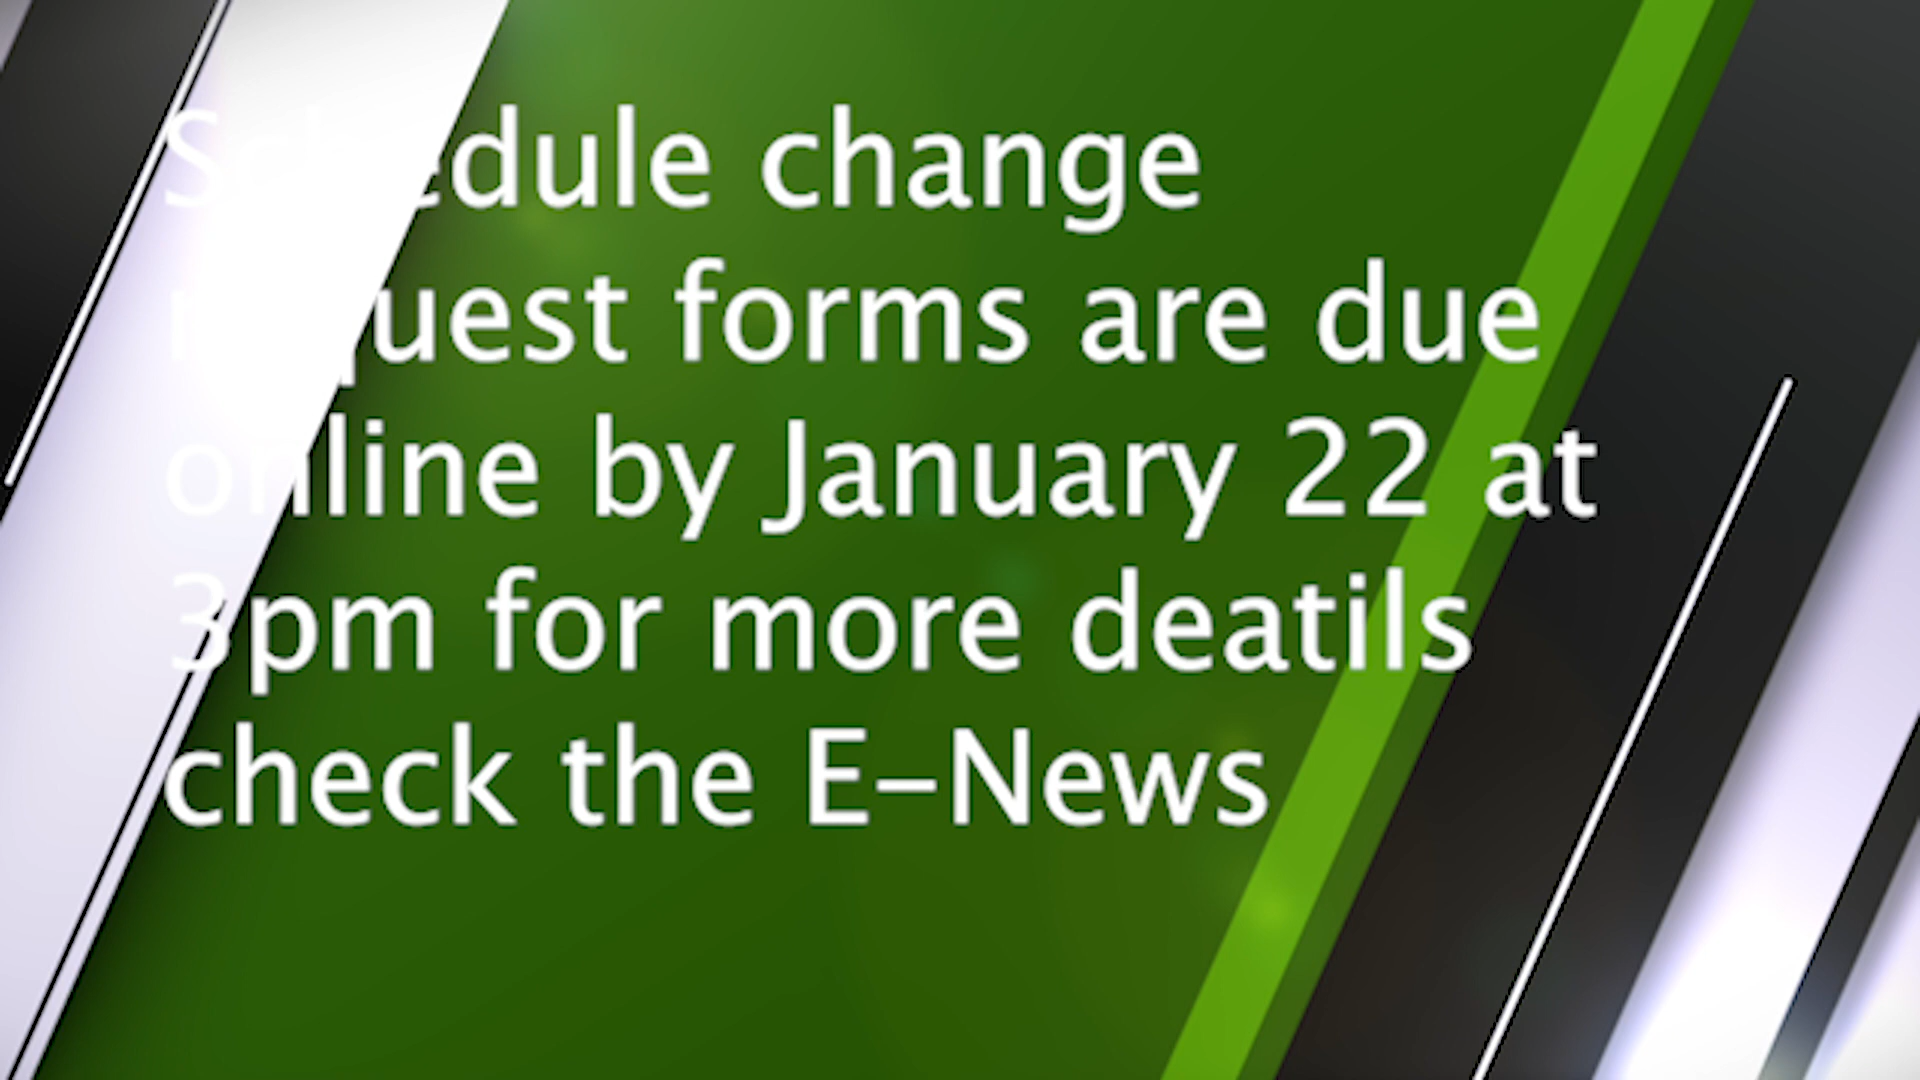 Schedule change
request forms are due
online by January 22 at
3pm for more deatils
check the E-News